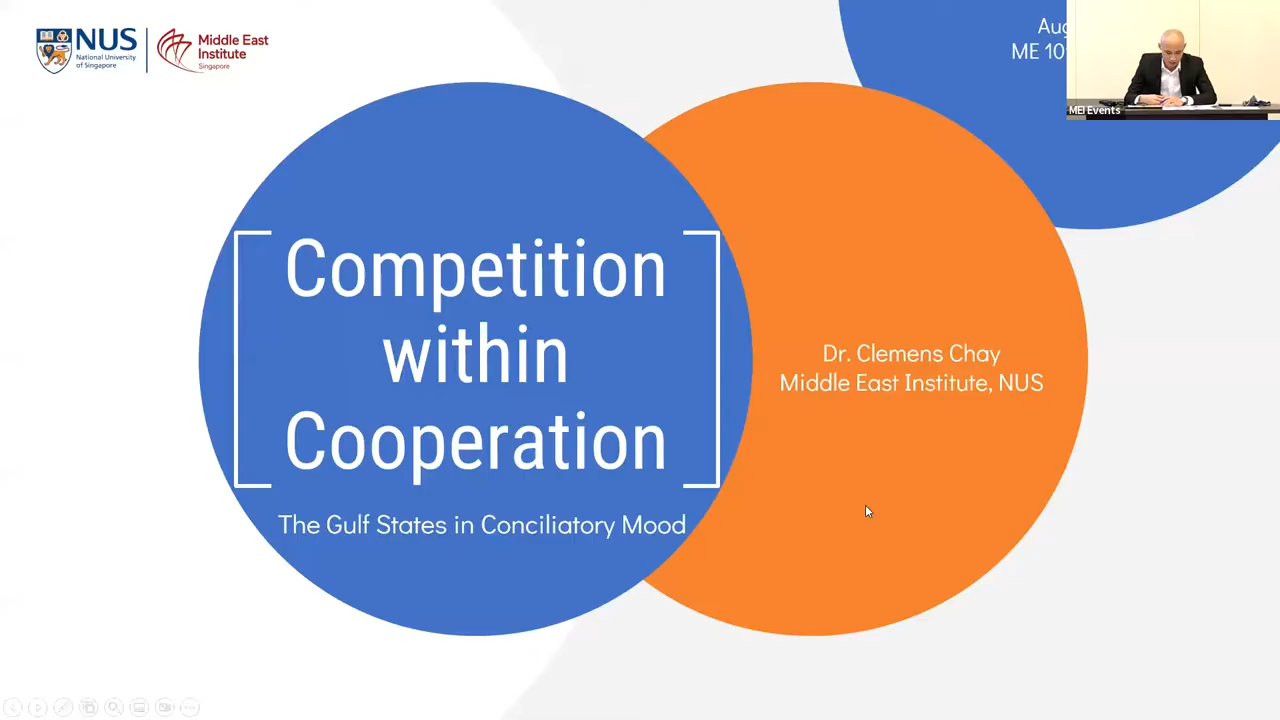 NUS
National University
of Singapore
Middle East
Institute
Singapore
ME
MEI Events
Competition
within
Cooperation
The Gulf States in Conciliatory Mood
Dr. Clemens Chay
Middle East Institute, NUS